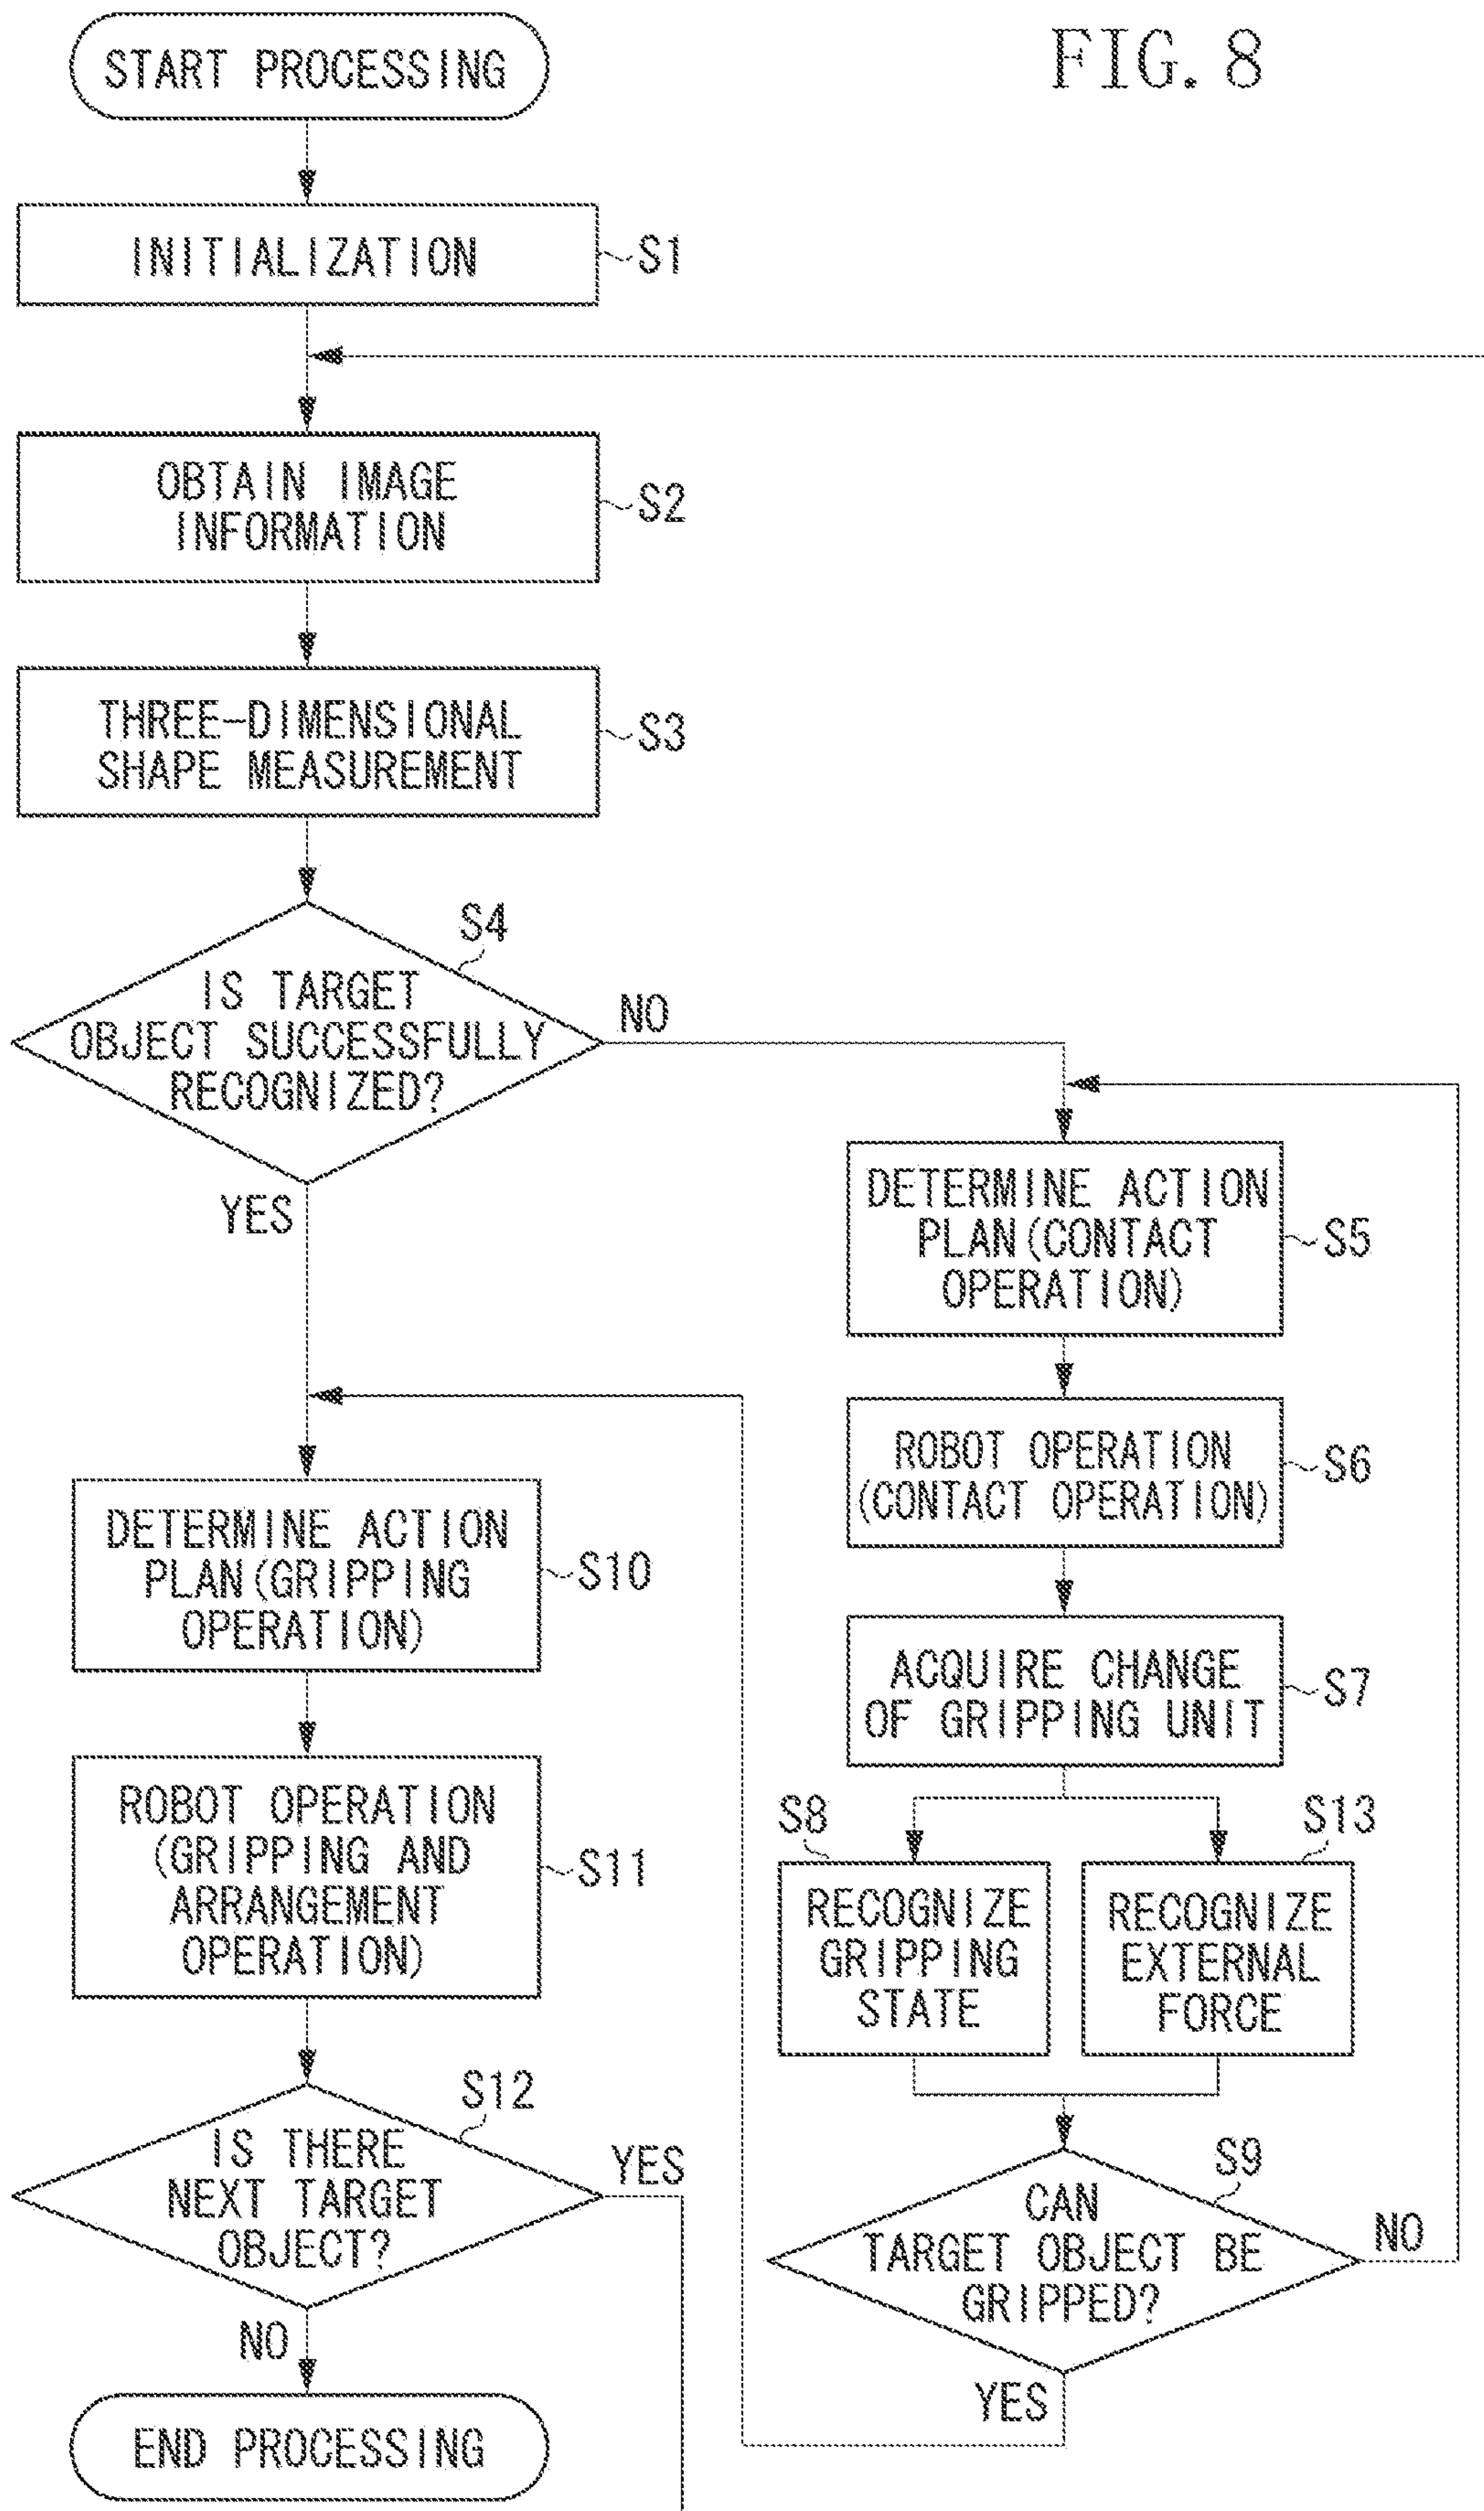 FIG. 8
START PROCESSING
INITIALIZATION
S1
OBTAIN IMAGE
INFORMATION
S2
THREE-DIMENSIONAL
SHAPE MEASUREMENT
S3
S4
IS TARGET
OBJECT SUCCESSFULLY
RECOGNIZED?
NO
YES
DETERMINE ACTION
PLAN (CONTACT
OPERATION)
S5
ROBOT OPERATION
(CONTACT OPERATION)
S6
ACQUIRE CHANGE
OF GRIPPING UNIT
S7
S8
RECOGNIZE
GRIPPING
STATE
S13
RECOGNIZE
EXTERNAL
FORCE
S9
CAN
TARGET OBJECT BE
GRIPPED?
NO
YES
DETERMINE ACTION
PLAN (GRIPPING
OPERATION)
S10
ROBOT OPERATION
(GRIPPING AND
ARRANGEMENT
OPERATION)
S11
S12
IS THERE
NEXT TARGET
OBJECT?
YES
NO
END PROCESSING